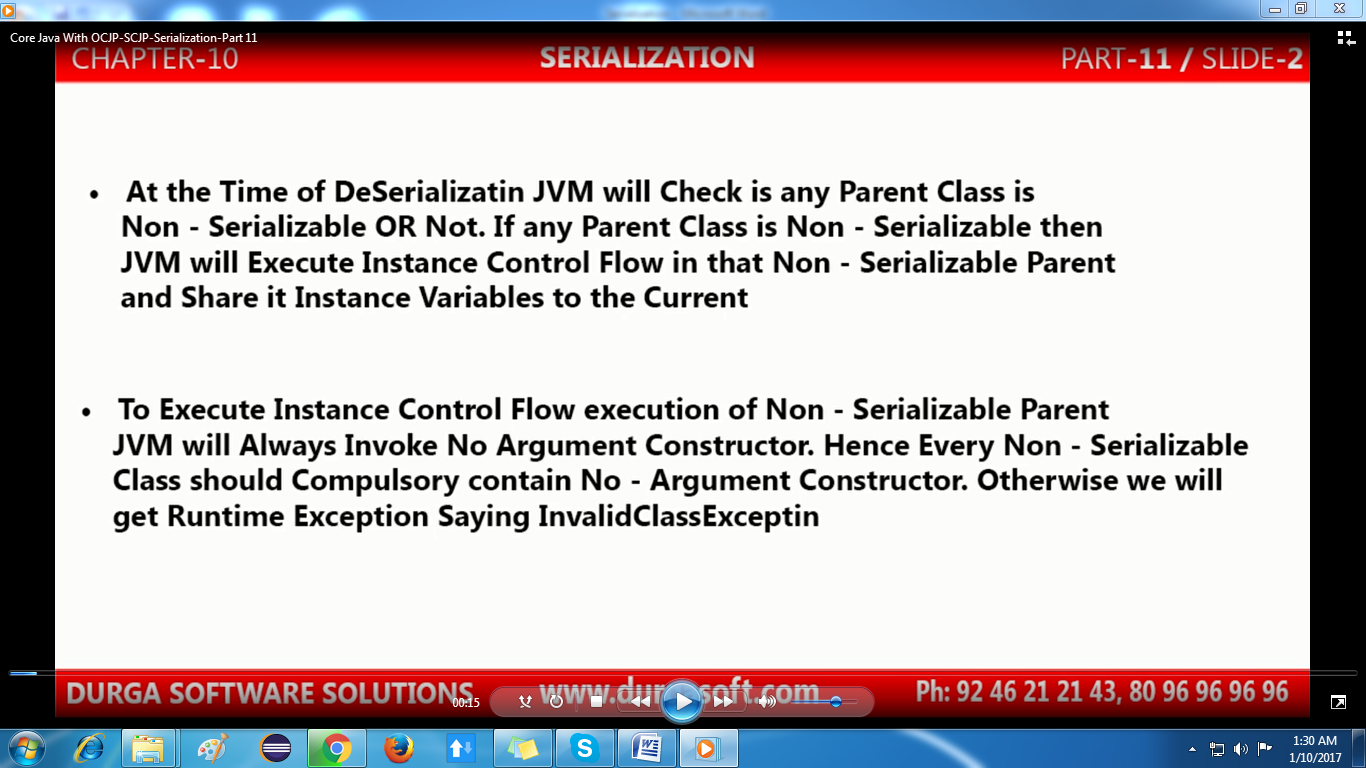 Core Java With OCJP-SCJP-Serialization-Part 11
CHAPTER-10
SERIALIZATION
PART-11 / SLIDE-2
• At the Time of DeSerializatin JVM will Check is any Parent Class is
Non - Serializable OR Not. If any Parent Class is Non - Serializable then
JVM will Execute Instance Control Flow in that Non - Serializable Parent
and Share it Instance Variables to the Current
• To Execute Instance Control Flow execution of Non - Serializable Parent
JVM will Always Invoke No Argument Constructor. Hence Every Non - Serializable
Class should Compulsory contain No - Argument Constructor. Otherwise we will
get Runtime Exception Saying InvalidClassExceptin
DURGA SOFTWARE SOLUTIONS
www.durgasoft.com
Ph: 92 46 21 21 43, 80 96 96 96 96
00:15
1:30 AM
1/10/2017